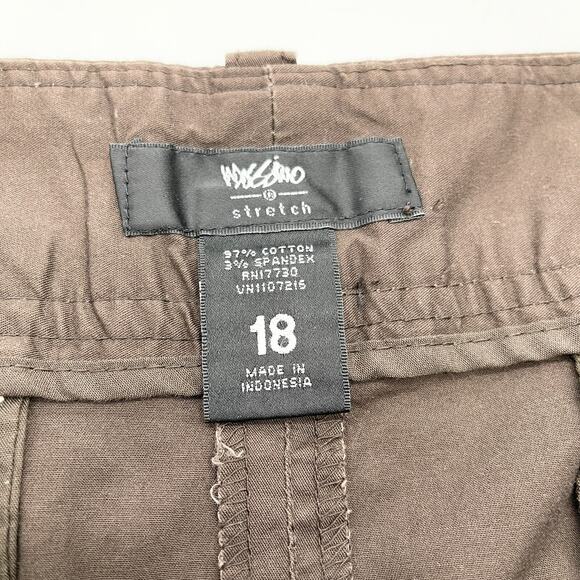 Mossimo
®
stretch
97% COTTON
3% SPANDEX
RN17730
VN1107215
18
MADE IN
INDONESIA